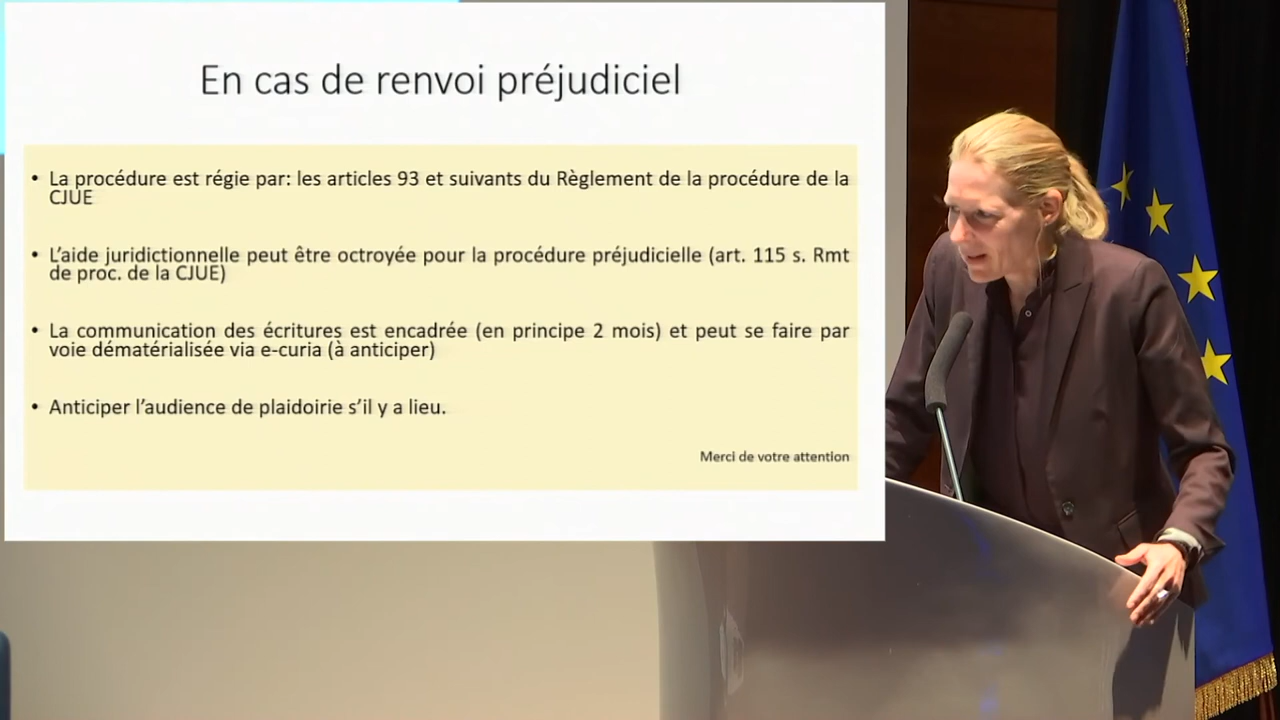 En cas de renvoi préjudiciel
• La procédure est régie par: les articles 93 et suivants du Règlement de la procédure de la
CJUE
• L'aide juridictionnelle peut être octroyée pour la procédure préjudicielle (art. 115 s. Rmt
de proc. de la CJUE)
• La communication des écritures est encadrée (en principe 2 mois) et peut se faire par
voie dématérialisée via e-curia (à anticiper)
• Anticiper l'audience de plaidoirie s'il y a lieu.
Merci de votre attention